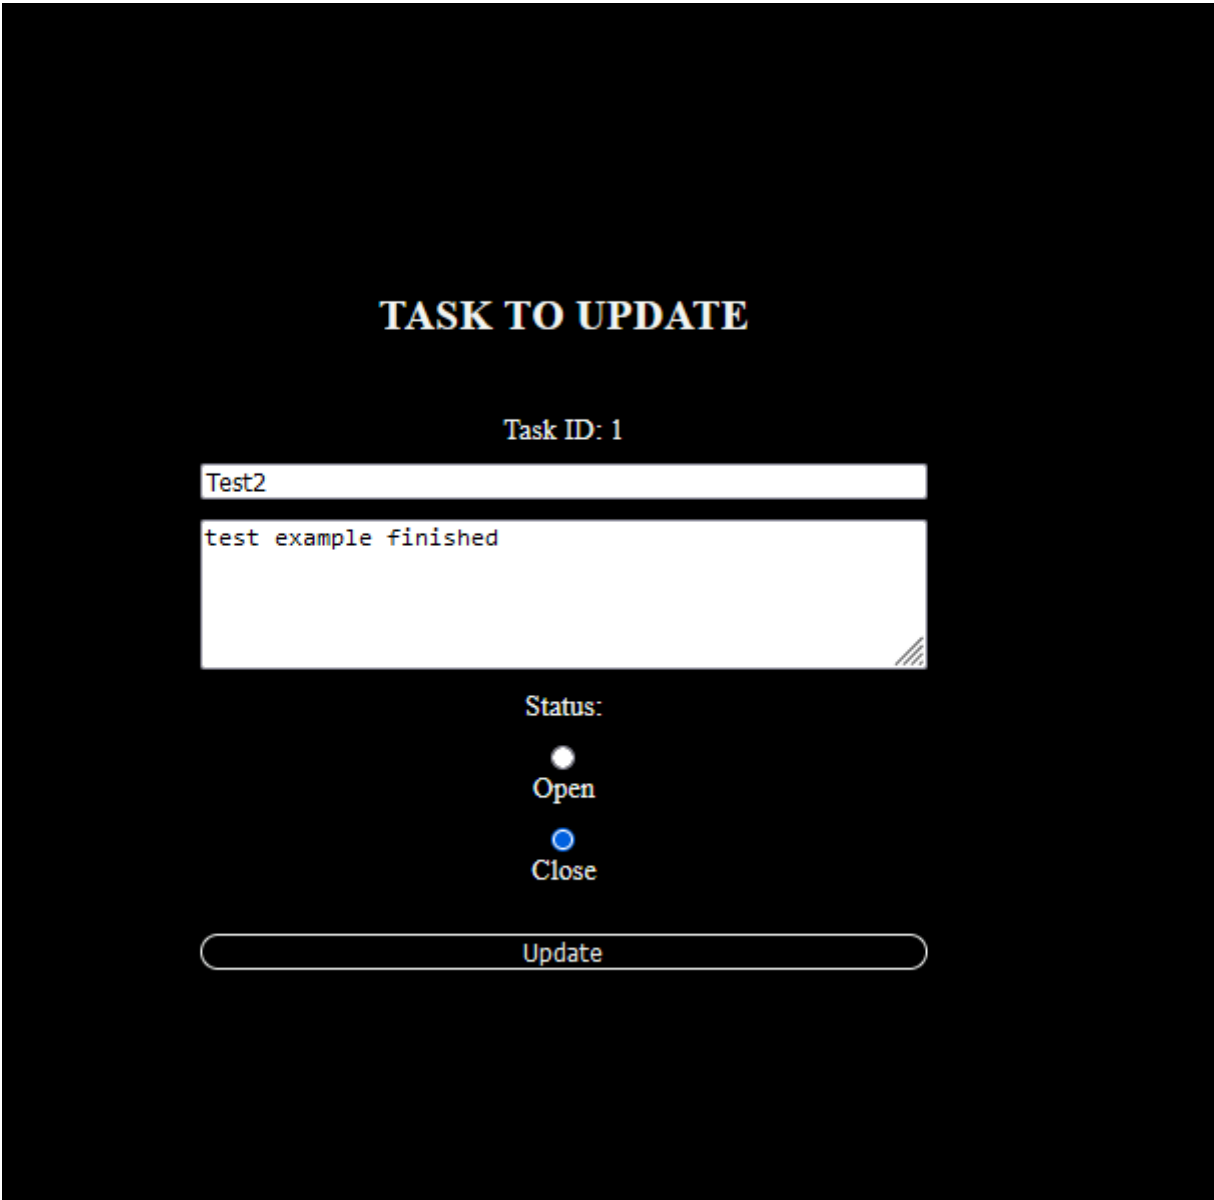 TASK TO UPDATE
Task ID: 1
Test2
test example finished
Status:
Open
Close
Update